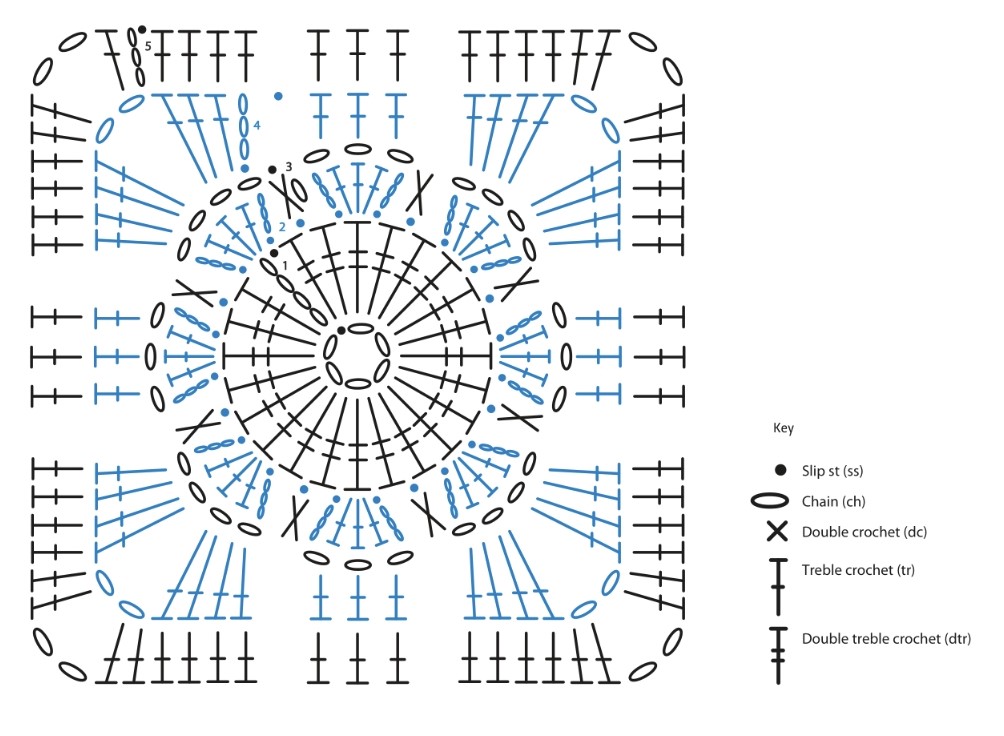 5
4
3
2
1
Key
Slip st (ss)
Chain (ch)
Double crochet (dc)
Treble crochet (tr)
Double treble crochet (dtr)